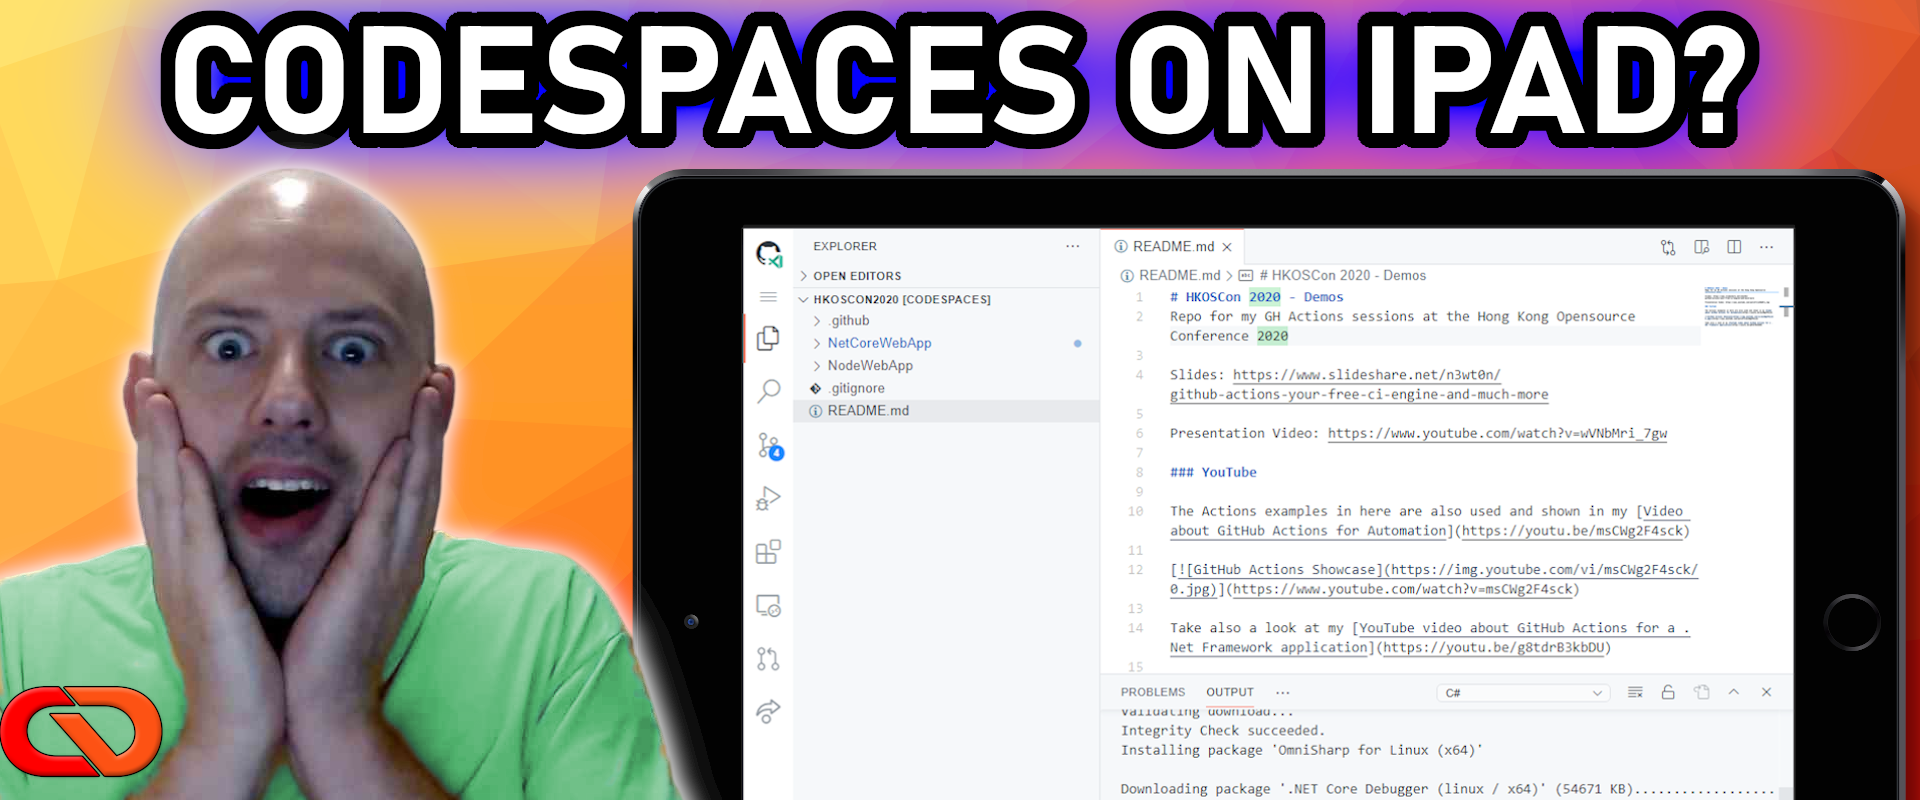 CODESPACES ON IPAD?
EXPLORER
OPEN EDITORS
HKOSCON2020 [CODESPACES]
.github
NetCoreWebApp
NodeWebApp
.gitignore
README.md
4
README.md
README.md > # HKOSCon 2020 - Demos
1 # HKOSCon 2020 - Demos
2 Repo for my GH Actions sessions at the Hong Kong Opensource
Conference 2020
3
4 Slides: https://www.slideshare.net/n3wt0n/
github-actions-your-free-ci-engine-and-much-more
5
6 Presentation Video: https://www.youtube.com/watch?v=wVNbMri_7gw
7
8 ### YouTube
9
10 The Actions examples in here are also used and shown in my [Video
about GitHub Actions for Automation](https://youtu.be/msCWg2F4sck)
11
12 [![GitHub Actions Showcase](https://img.youtube.com/vi/msCWg2F4sck/
0.jpg)](https://www.youtube.com/watch?v=msCWg2F4sck)
13
14 Take also a look at my [YouTube video about GitHub Actions for a .
Net Framework application](https://youtu.be/g8tdrB3kbDU)
15
PROBLEMS OUTPUT ... C#
Validating download...
Integrity Check succeeded.
Installing package 'OmniSharp for Linux (x64)'
Downloading package '.NET Core Debugger (linux / x64)' (54671 KB)..................